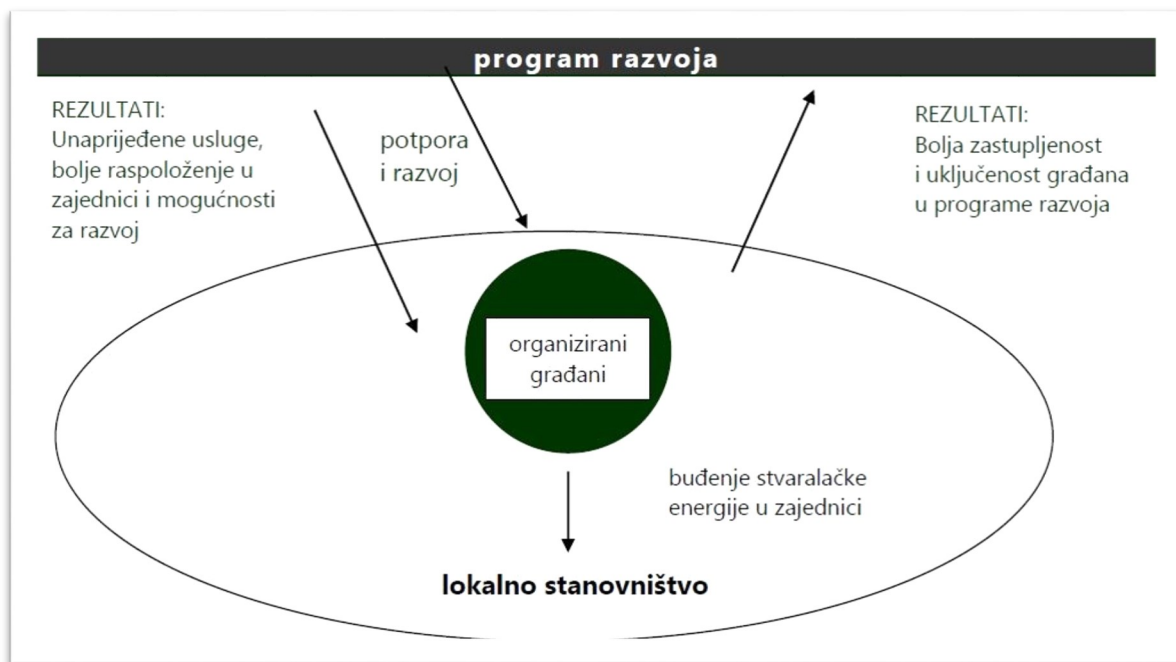 program razvoja
REZULTATI:
Unaprijeđene usluge,
bolje raspoloženje u
zajednici i mogućnosti
za razvoj
potpora
i razvoj
REZULTATI:
Bolja zastupljenost
i uključenost građana
u programe razvoja
organizirani
građani
buđenje stvaralačke
energije u zajednici
lokalno stanovništvo